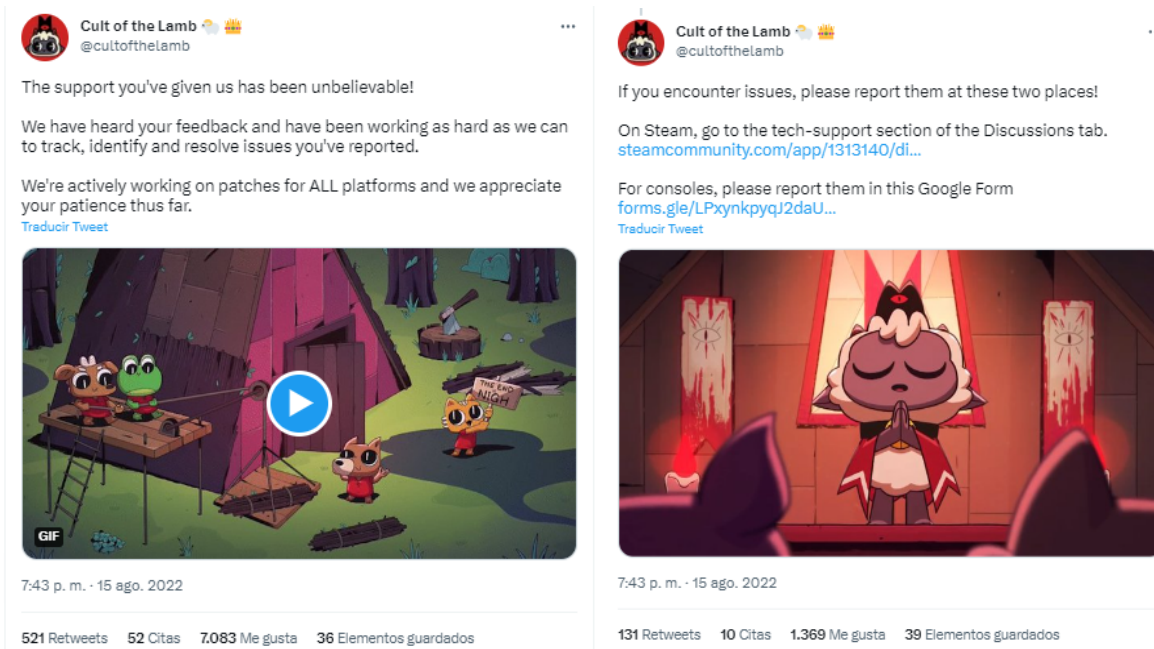 Cult of the Lamb
@cultofthelamb
The support you've given us has been unbelievable!
We have heard your feedback and have been working as hard as we can
to track, identify and resolve issues you've reported.
We're actively working on patches for ALL platforms and we appreciate
your patience thus far.
Traducir Tweet
THE END
IS
NIGH
GIF
7:43 p. m. · 15 ago. 2022
521 Retweets 52 Citas 7.083 Me gusta 36 Elementos guardados
Cult of the Lamb
@cultofthelamb
If you encounter issues, please report them at these two places!
On Steam, go to the tech-support section of the Discussions tab.
steamcommunity.com/app/1313140/di...
For consoles, please report them in this Google Form
forms.gle/LPxynkpyqJ2daU...
Traducir Tweet
7:43 p. m. · 15 ago. 2022
131 Retweets 10 Citas 1.369 Me gusta 39 Elementos guardados